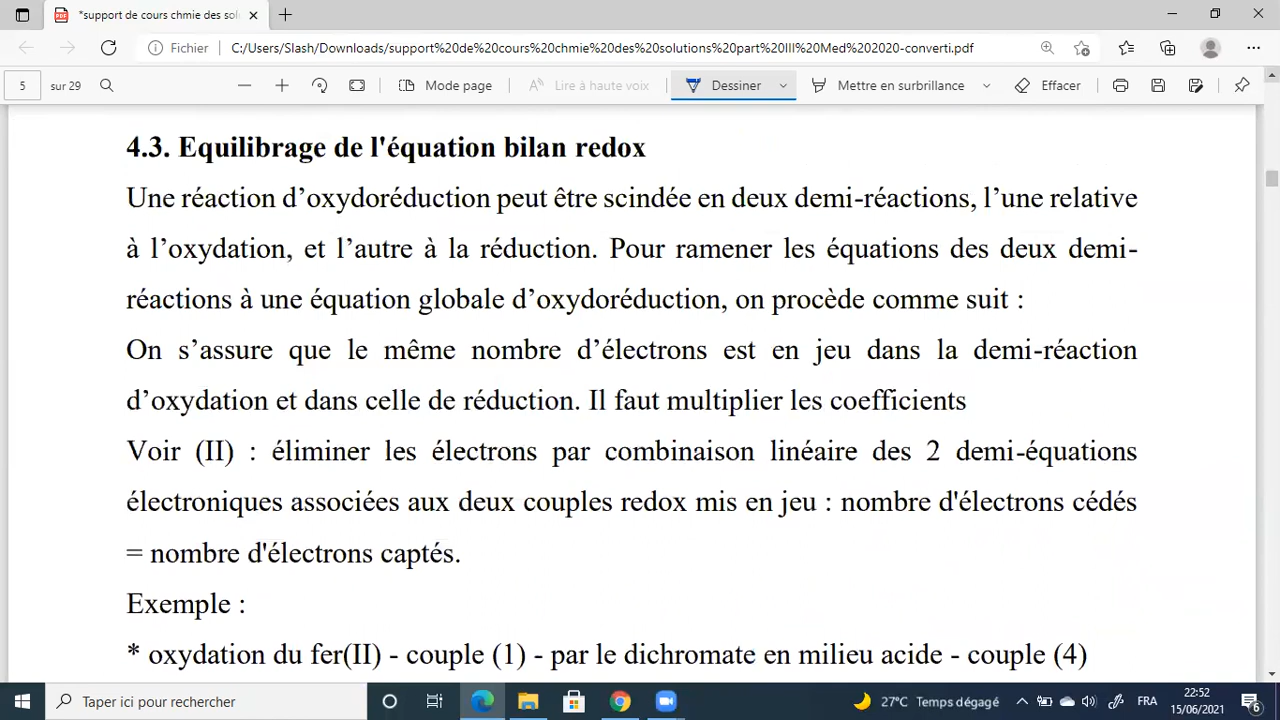 *support de cours chmie des sol
Fichier C:/Users/Slash/Downloads/support%20de%20cours%20chmie%20des%20solutions%20part%20III%20Med%202020-converti.pdf
5 sur 29 Mode page Lire à haute voix Dessiner Mettre en surbrillance Effacer
4.3. Equilibrage de l'équation bilan redox
Une réaction d’oxydoréduction peut être scindée en deux demi-réactions, l’une relative
à l’oxydation, et l’autre à la réduction. Pour ramener les équations des deux demi-
réactions à une équation globale d’oxydoréduction, on procède comme suit :
On s’assure que le même nombre d’électrons est en jeu dans la demi-réaction
d’oxydation et dans celle de réduction. Il faut multiplier les coefficients
Voir (II) : éliminer les électrons par combinaison linéaire des 2 demi-équations
électroniques associées aux deux couples redox mis en jeu : nombre d'électrons cédés
= nombre d'électrons captés.
Exemple :
* oxydation du fer(II) - couple (1) - par le dichromate en milieu acide - couple (4)
Taper ici pour rechercher 27°C Temps dégagé FRA 22:52
15/06/2021 6